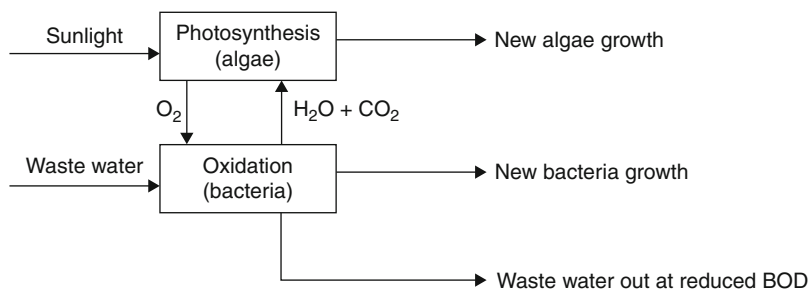 Sunlight
Photosynthesis
(algae)
New algae growth
O₂
H₂O + CO₂
Waste water
Oxidation
(bacteria)
New bacteria growth
Waste water out at reduced BOD